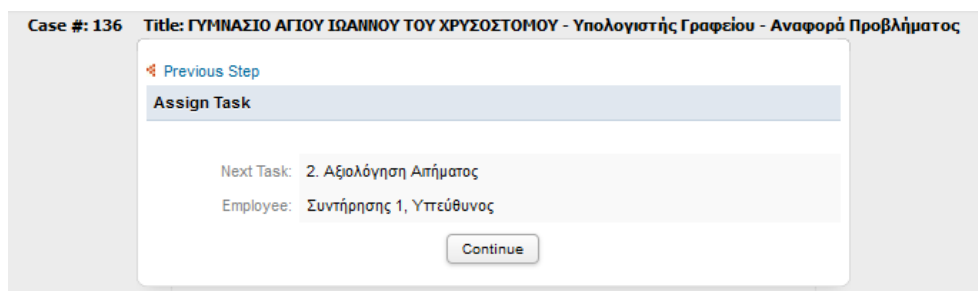 Case #: 136 Title: ΓΥΜΝΑΣΙΟ ΑΓΙΟΥ ΙΩΑΝΝΟΥ ΤΟΥ ΧΡΥΣΟΣΤΟΜΟΥ - Υπολογιστής Γραφείου - Αναφορά Προβλήματος
Previous Step
Assign Task
Next Task: 2. Αξιολόγηση Αιτήματος
Employee: Συντήρησης 1, Υπεύθυνος
Continue